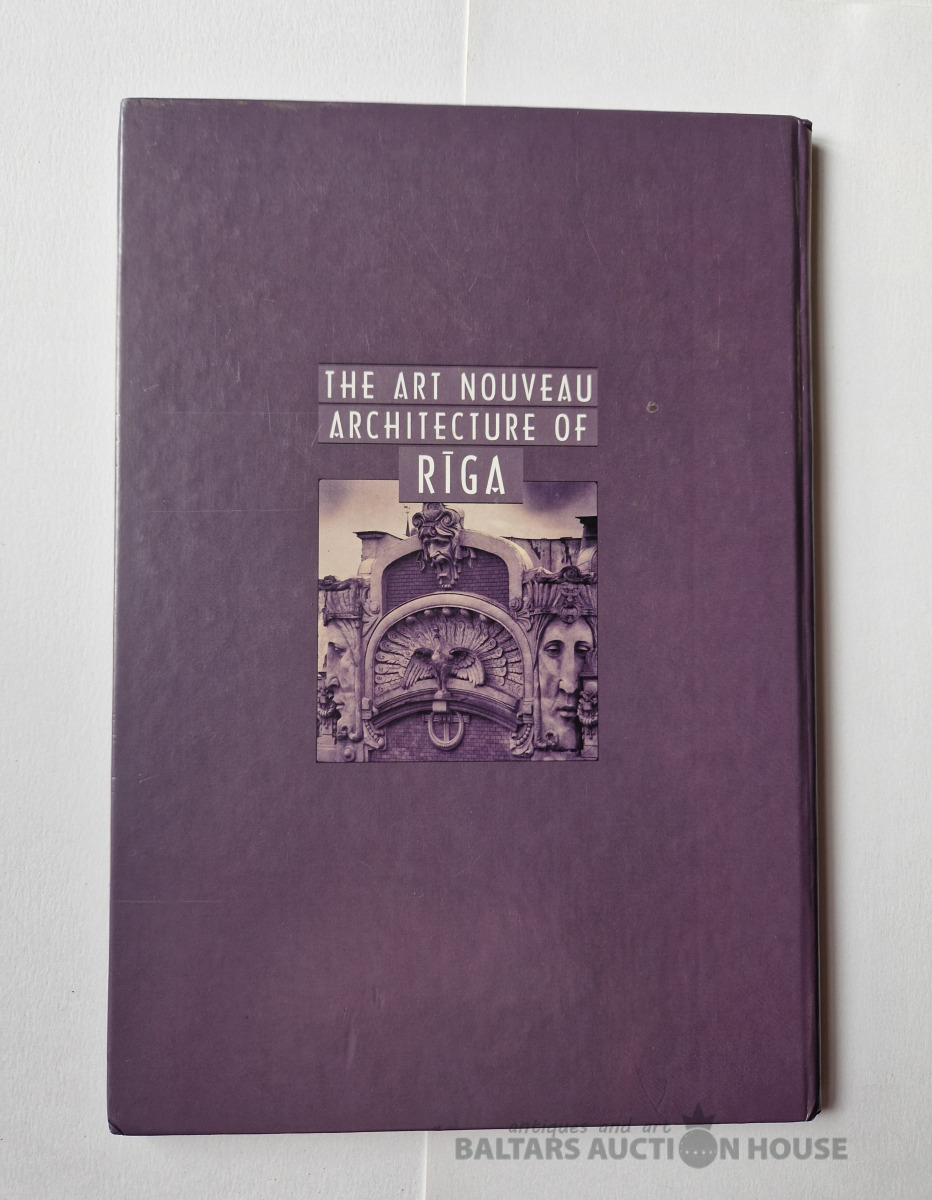 THE ART NOUVEAU
ARCHITECTURE OF
RĪGA
antiques and art
BALTARS AUCTION HOUSE